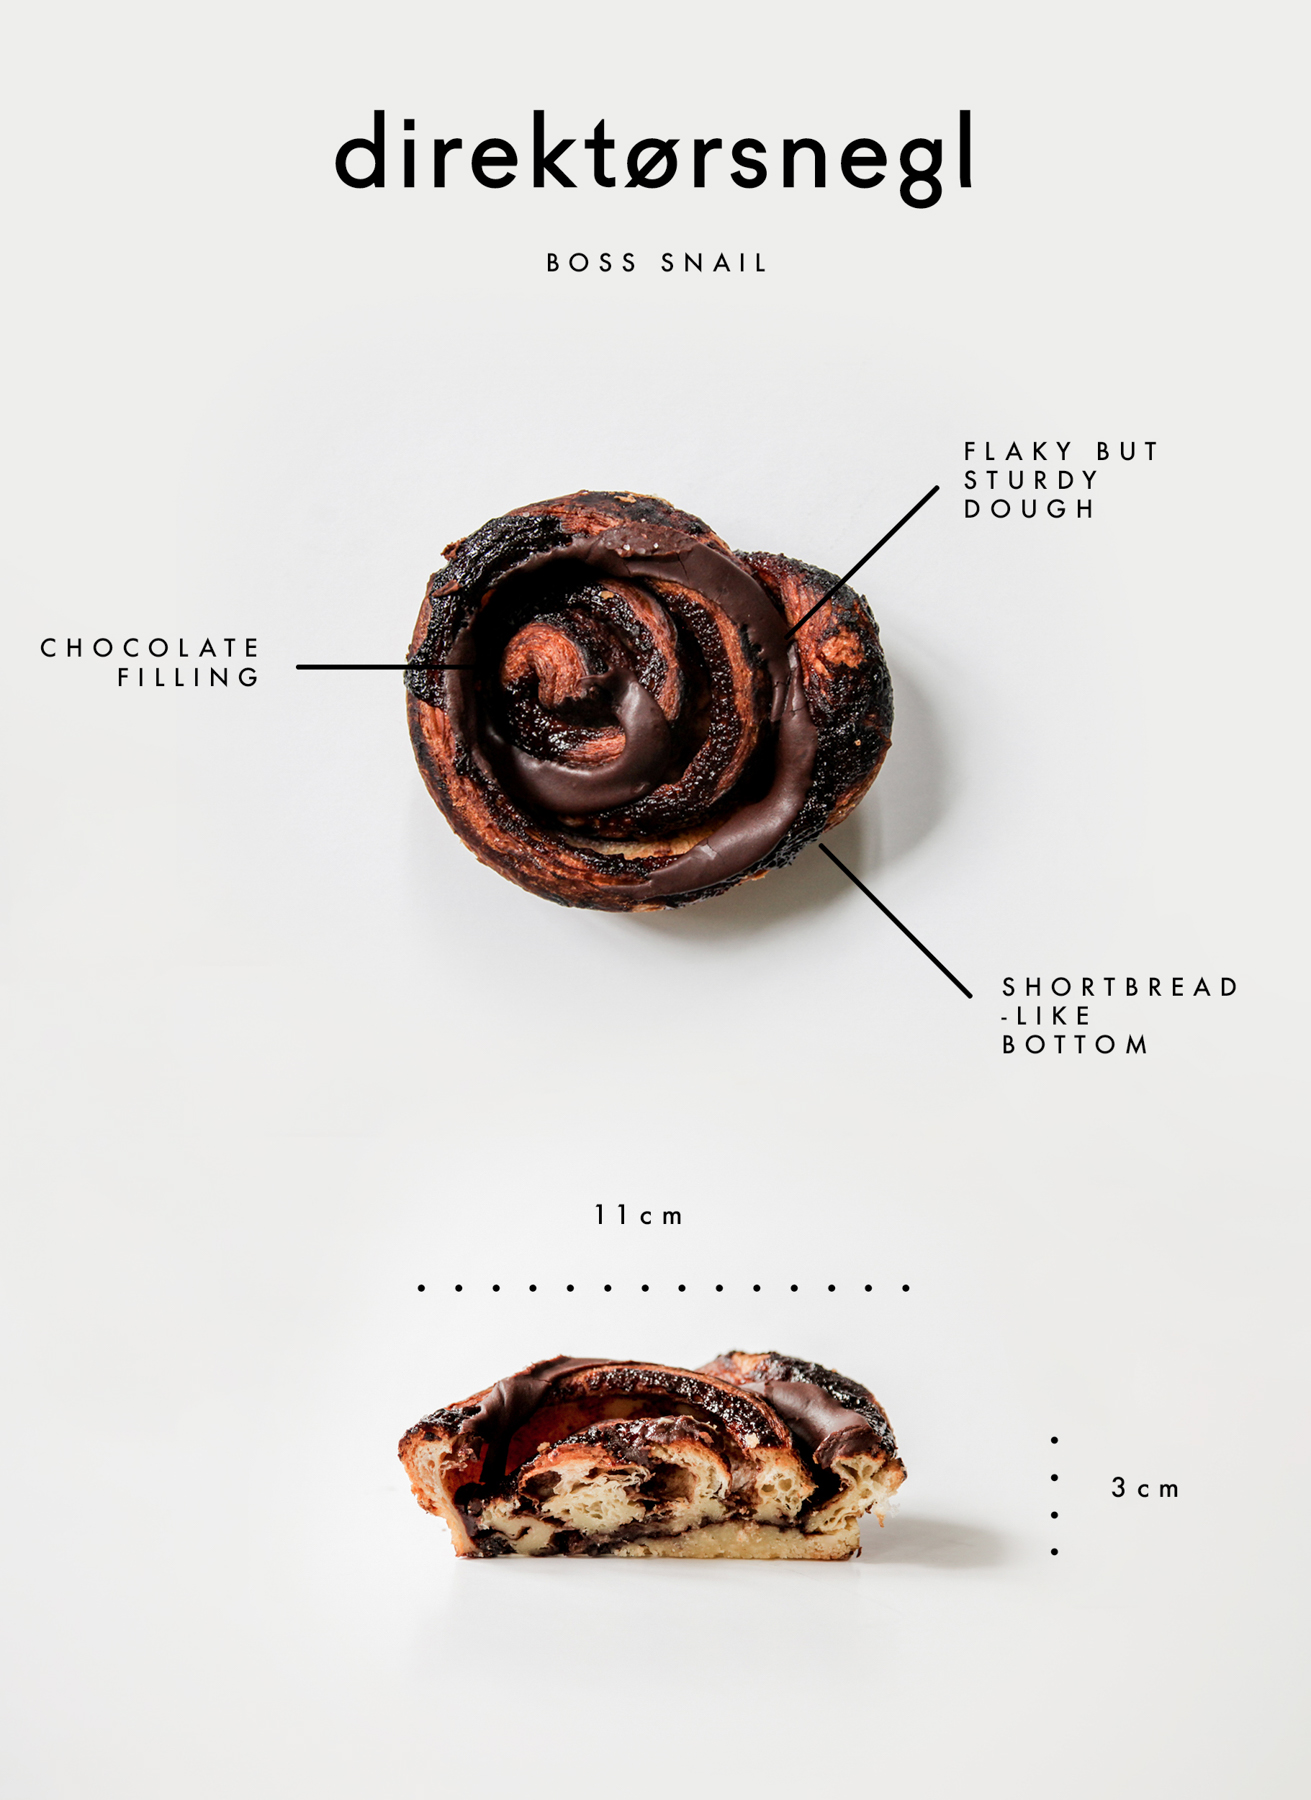 direktørsnegl
BOSS SNAIL
FLAKY BUT
STURDY
DOUGH
CHOCOLATE
FILLING
SHORTBREAD
-LIKE
BOTTOM
11cm
3cm